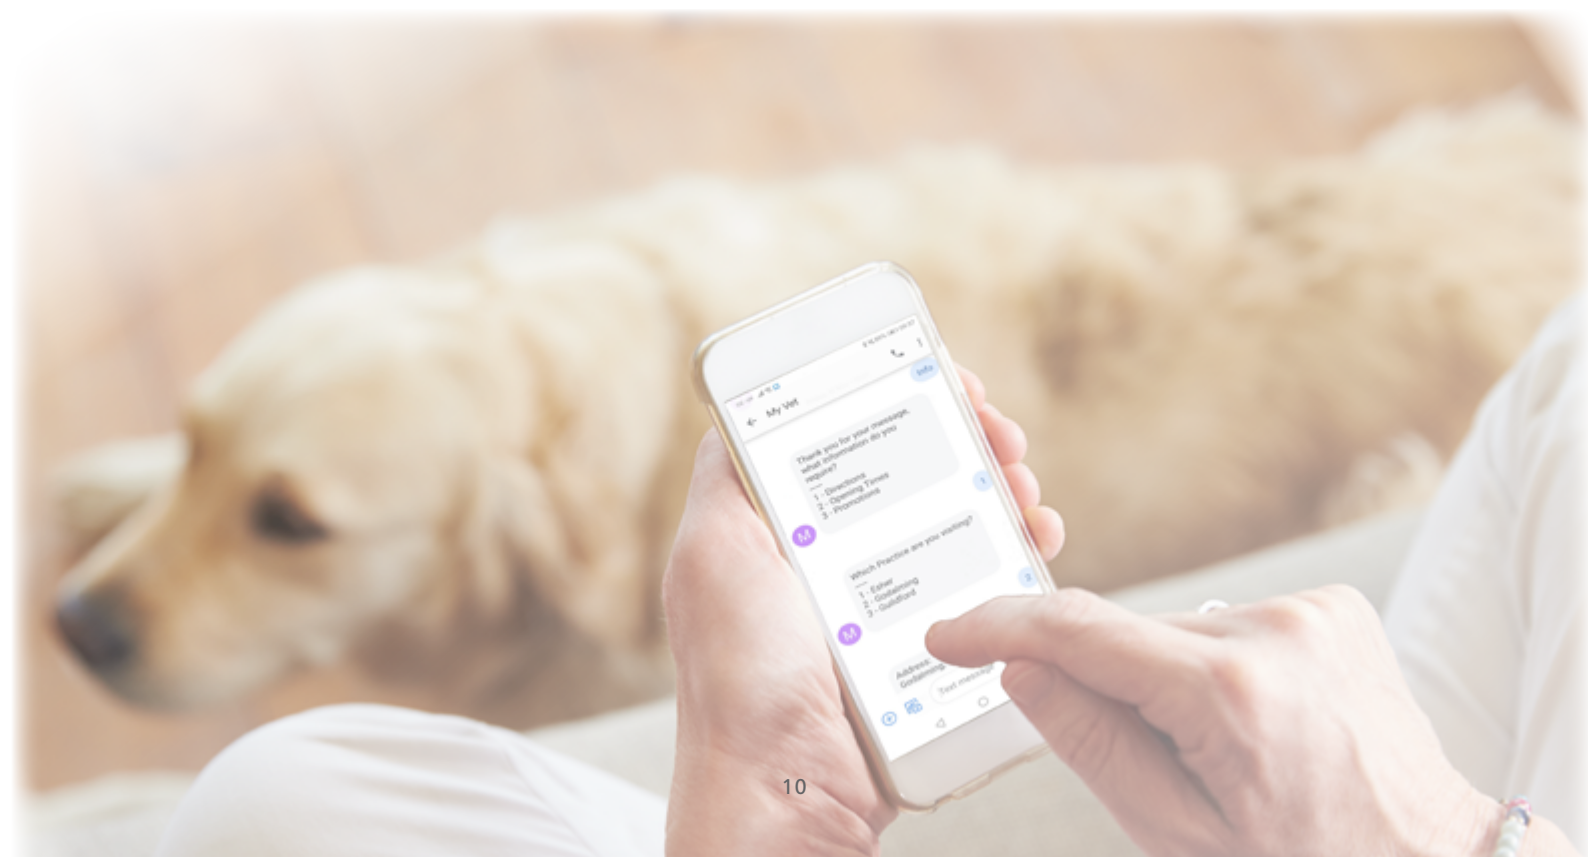 My Vet
Info
Thank you for your message,
what information do you
require?
1 - Directions
2 - Opening Times
3 - Promotions
1
M
Which Practice are you visiting?
1 - Esher
2 - Godalming
3 - Guildford
2
M
Address:
Godalming,
Text message
10